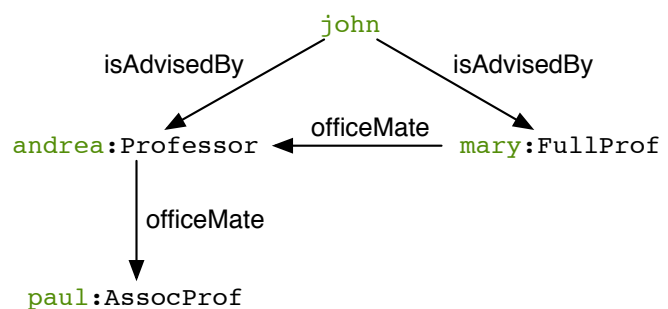 john
isAdvisedBy
isAdvisedBy
officeMate
andrea:Professor
mary:FullProf
officeMate
paul:AssocProf